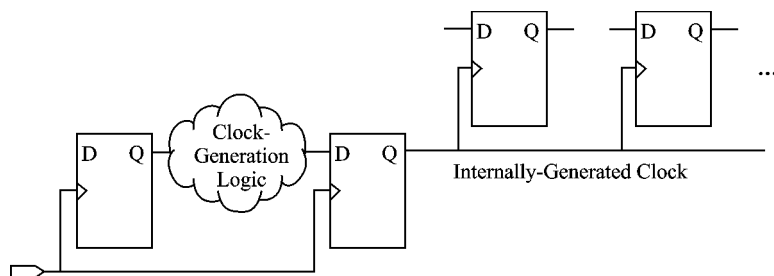 D Q
D Q
...
D Q
Clock-
Generation
Logic
D Q
Internally-Generated Clock